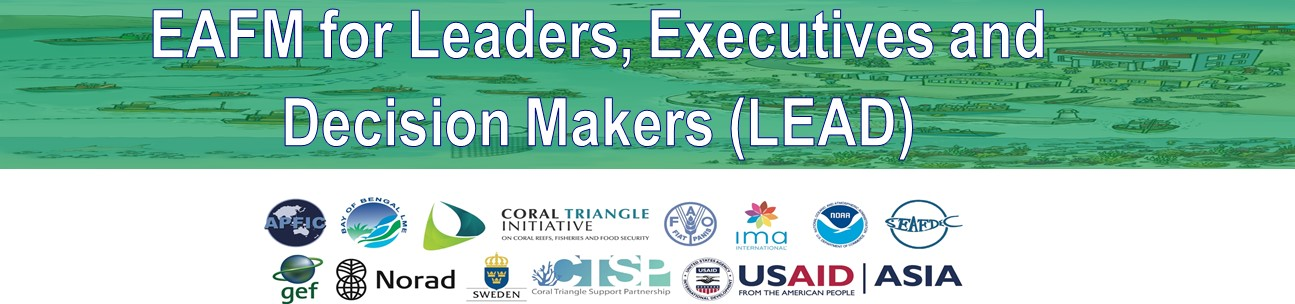 EAFM for Leaders, Executives and
Decision Makers (LEAD)
APFIC
BAY OF BENGAL LME
CORAL TRIANGLE
INITIATIVE
ON CORAL REEFS, FISHERIES AND FOOD SECURITY
FAO
FIAT PANIS
ima
INTERNATIONAL
NOAA
SEAFDEC
gef
Norad
SWEDEN
CTSP
Coral Triangle Support Partnership
USAID
USAID | ASIA
FROM THE AMERICAN PEOPLE